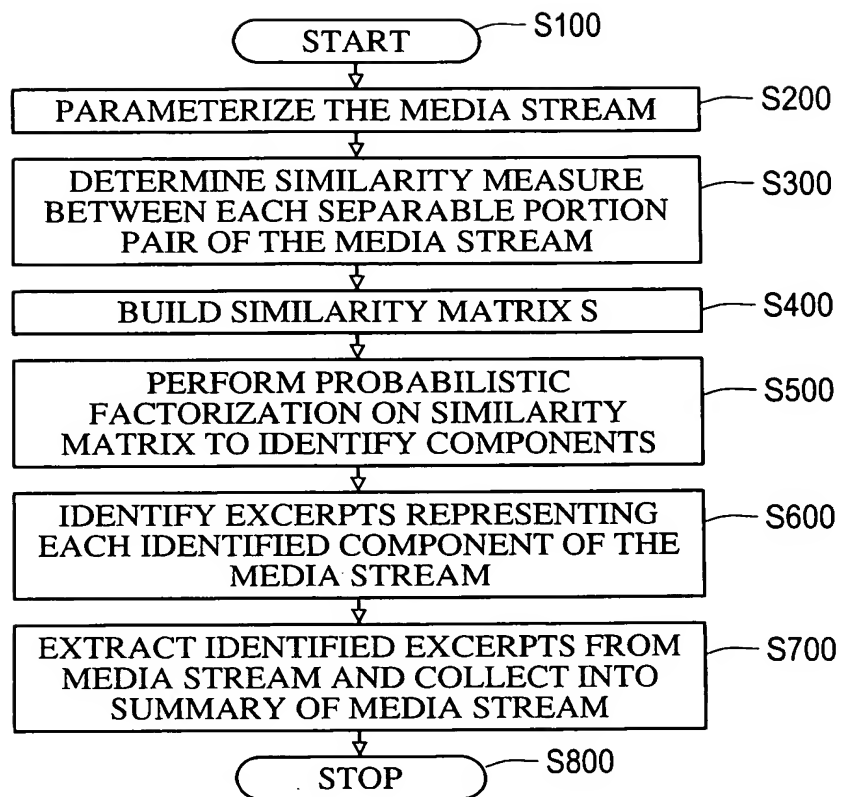 START
S100
PARAMETERIZE THE MEDIA STREAM
S200
DETERMINE SIMILARITY MEASURE
BETWEEN EACH SEPARABLE PORTION
PAIR OF THE MEDIA STREAM
S300
BUILD SIMILARITY MATRIX S
S400
PERFORM PROBABILISTIC
FACTORIZATION ON SIMILARITY
MATRIX TO IDENTIFY COMPONENTS
S500
IDENTIFY EXCERPTS REPRESENTING
EACH IDENTIFIED COMPONENT OF THE
MEDIA STREAM
S600
EXTRACT IDENTIFIED EXCERPTS FROM
MEDIA STREAM AND COLLECT INTO
SUMMARY OF MEDIA STREAM
S700
STOP
S800